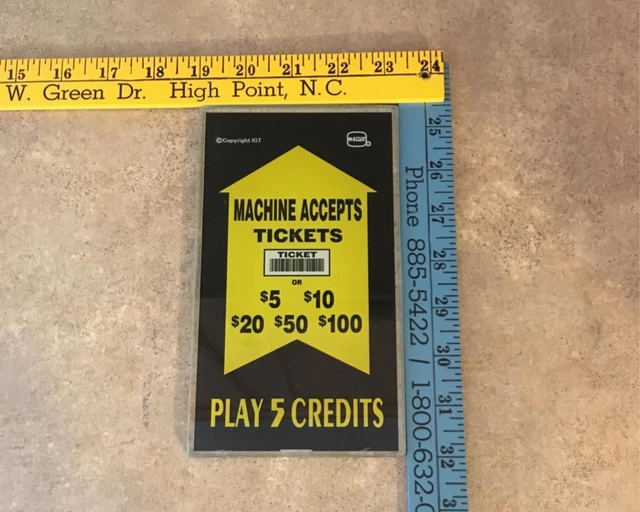 15 16 17 18 19 20 21 22 23 24
W. Green Dr. High Point, N.C.
©Copyright IGT
IGT
MACHINE ACCEPTS
TICKETS
TICKET
OR
$5 $10
$20 $50 $100
PLAY 5 CREDITS
25 26 27 28 29 30 31 32
Phone 885-5422 / 1-800-632-